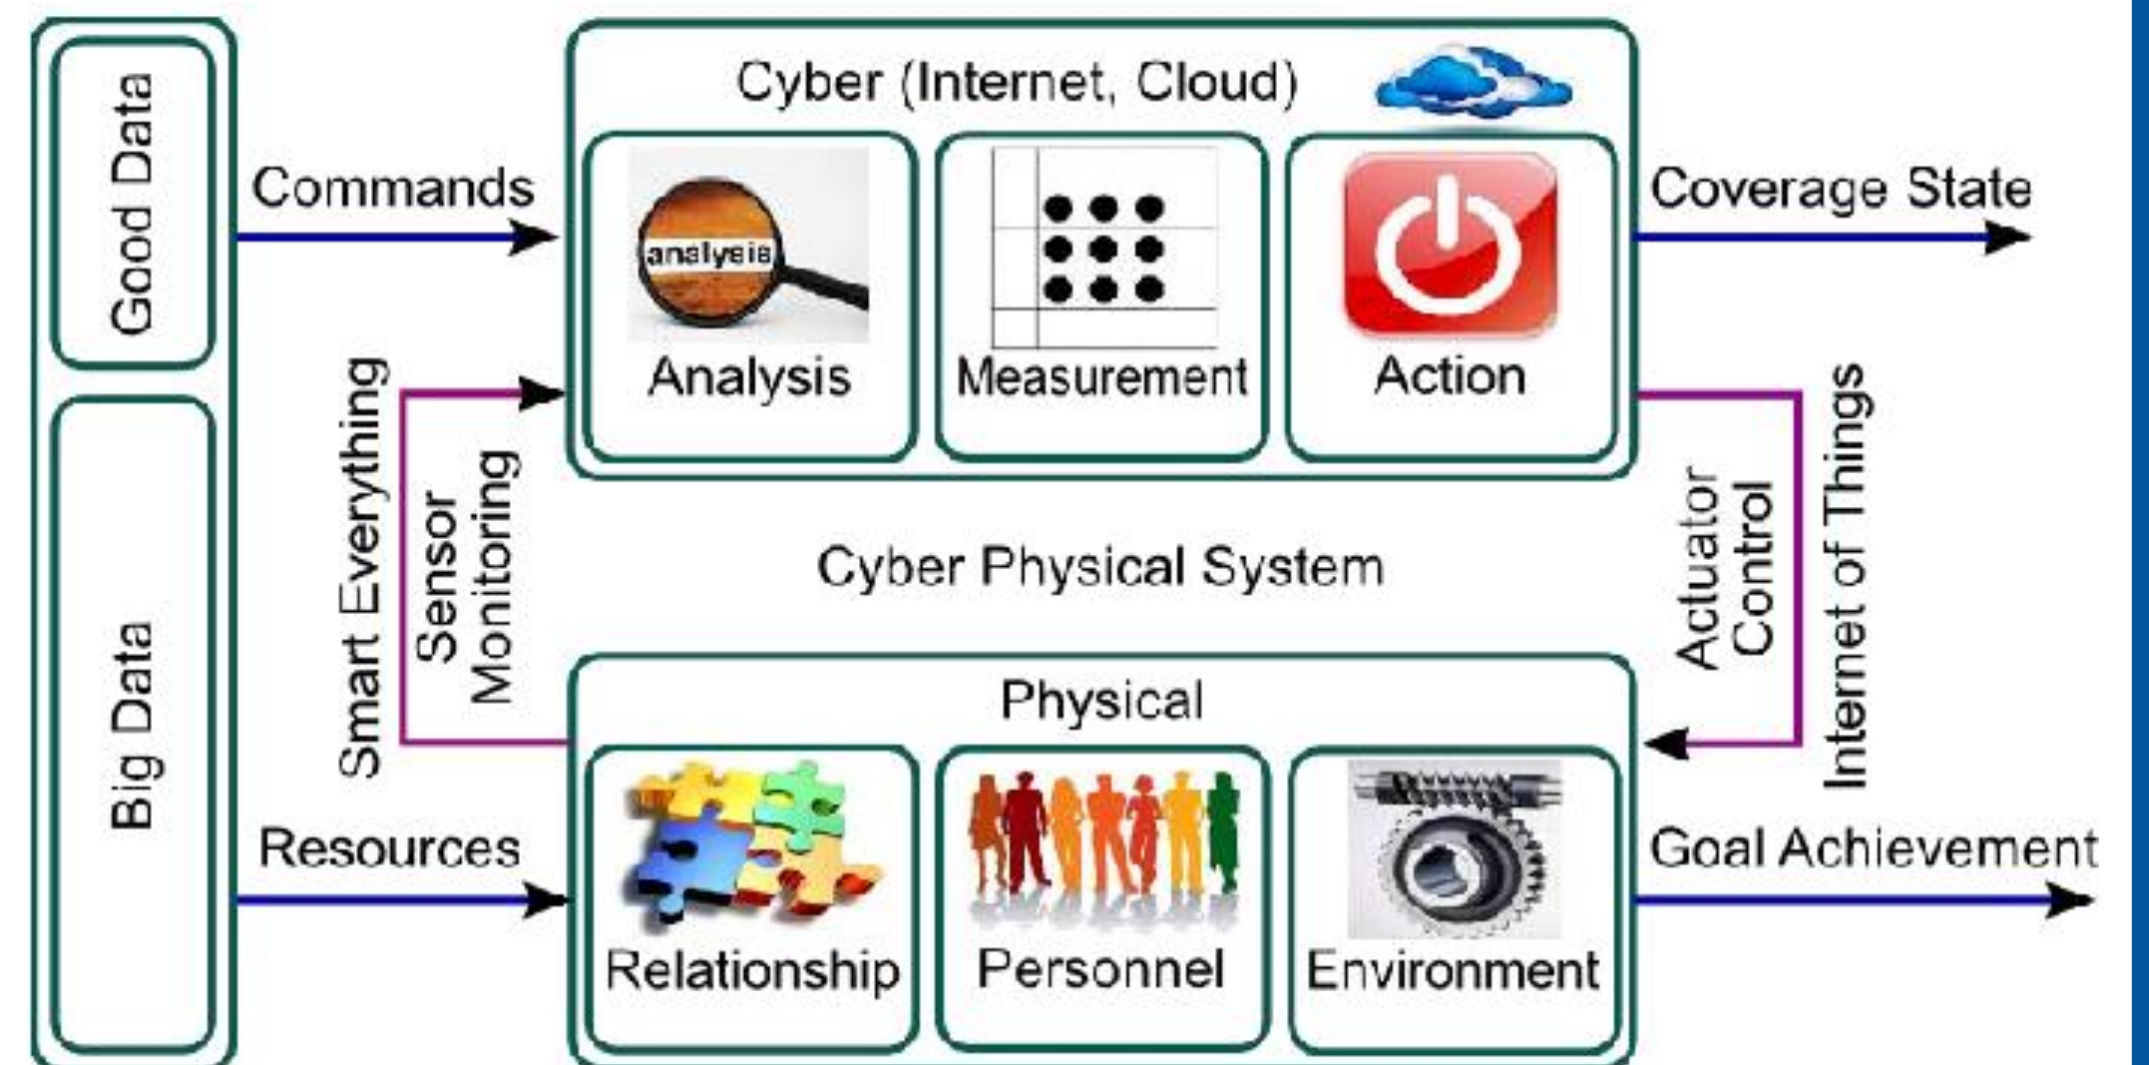 Good Data
Big Data
Commands
Resources
Smart Everything
Sensor
Monitoring
Cyber (Internet, Cloud)
analysis
Analysis
Measurement
Action
Cyber Physical System
Physical
Relationship
Personnel
Environment
Coverage State
Actuator
Control
Internet of Things
Goal Achievement